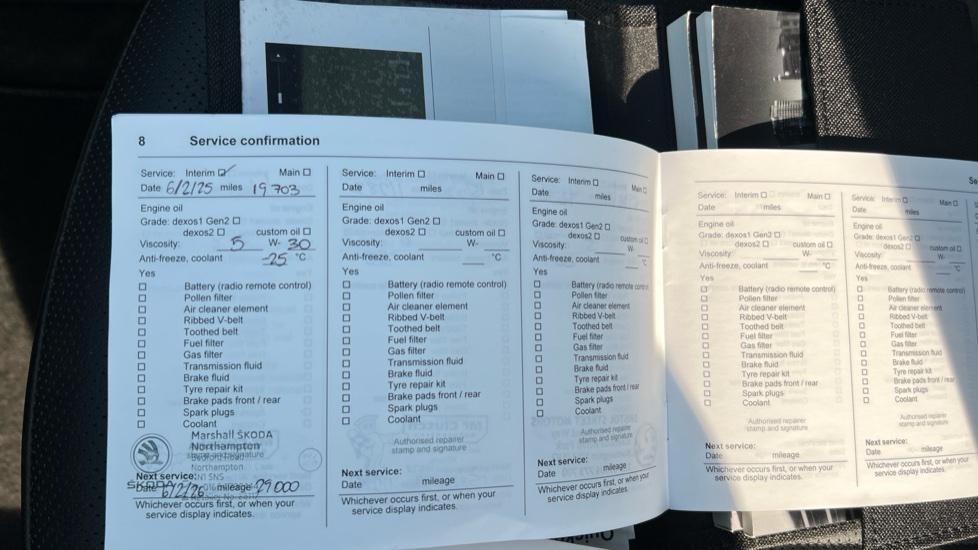 8 Service confirmation
Service: Interim ☑ Main ☐
Date 6/2/25 miles 19 703
Engine oil
Grade: dexos1 Gen2 ☐
dexos2 ☐ custom oil ☐
Viscosity: 5 W- 30
Anti-freeze, coolant -25 °C
Yes
☐ Battery (radio remote control)
☐ Pollen filter
☐ Air cleaner element
☐ Ribbed V-belt
☐ Toothed belt
☐ Fuel filter
☐ Gas filter
☐ Transmission fluid
☐ Brake fluid
☐ Tyre repair kit
☐ Brake pads front / rear
☐ Spark plugs
☐ Coolant
Marshall ŠKODA
Northampton
Northampton
NN1 5NS
Next service:
ŠKODA
Date 6/2/26 mileage 29000
Whichever occurs first, or when your
service display indicates.
Service: Interim ☐ Main ☐
Date miles
Engine oil
Grade: dexos1 Gen2 ☐
dexos2 ☐ custom oil ☐
Viscosity: W-
Anti-freeze, coolant °C
Yes
☐ Battery (radio remote control)
☐ Pollen filter
☐ Air cleaner element
☐ Ribbed V-belt
☐ Toothed belt
☐ Fuel filter
☐ Gas filter
☐ Transmission fluid
☐ Brake fluid
☐ Tyre repair kit
☐ Brake pads front / rear
☐ Spark plugs
☐ Coolant
Authorised repairer
stamp and signature
Next service:
Date mileage
Whichever occurs first, or when your
service display indicates.
Service: Interim ☐ Main ☐
Date miles
Engine oil
Grade: dexos1 Gen2 ☐
dexos2 ☐ custom oil ☐
Viscosity: W-
Anti-freeze, coolant °C
Yes
☐ Battery (radio remote control)
☐ Pollen filter
☐ Air cleaner element
☐ Ribbed V-belt
☐ Toothed belt
☐ Fuel filter
☐ Gas filter
☐ Transmission fluid
☐ Brake fluid
☐ Tyre repair kit
☐ Brake pads front / rear
☐ Spark plugs
☐ Coolant
Authorised repairer
stamp and signature
Next service:
Date mileage
Whichever occurs first, or when your
service display indicates.
Service: Interim ☐ Main ☐
Date miles
Engine oil
Grade: dexos1 Gen2 ☐
dexos2 ☐ custom oil ☐
Viscosity: W-
Anti-freeze, coolant °C
Yes
☐ Battery (radio remote control)
☐ Pollen filter
☐ Air cleaner element
☐ Ribbed V-belt
☐ Toothed belt
☐ Fuel filter
☐ Gas filter
☐ Transmission fluid
☐ Brake fluid
☐ Tyre repair kit
☐ Brake pads front / rear
☐ Spark plugs
☐ Coolant
Authorised repairer
stamp and signature
Next service:
Date mileage
Whichever occurs first, or when your
service display indicates.
Se
Service: Interim ☐ Main ☐
Date miles
Engine oil
Grade: dexos1 Gen2 ☐
dexos2 ☐ custom oil ☐
Viscosity: W-
Anti-freeze, coolant °C
Yes
☐ Battery (radio remote control)
☐ Pollen filter
☐ Air cleaner element
☐ Ribbed V-belt
☐ Toothed belt
☐ Fuel filter
☐ Gas filter
☐ Transmission fluid
☐ Brake fluid
☐ Tyre repair kit
☐ Brake pads front / rear
☐ Spark plugs
☐ Coolant
Authorised repairer
stamp and signature
Next service:
Date mileage
Whichever occurs first, or when your
service display indicates.